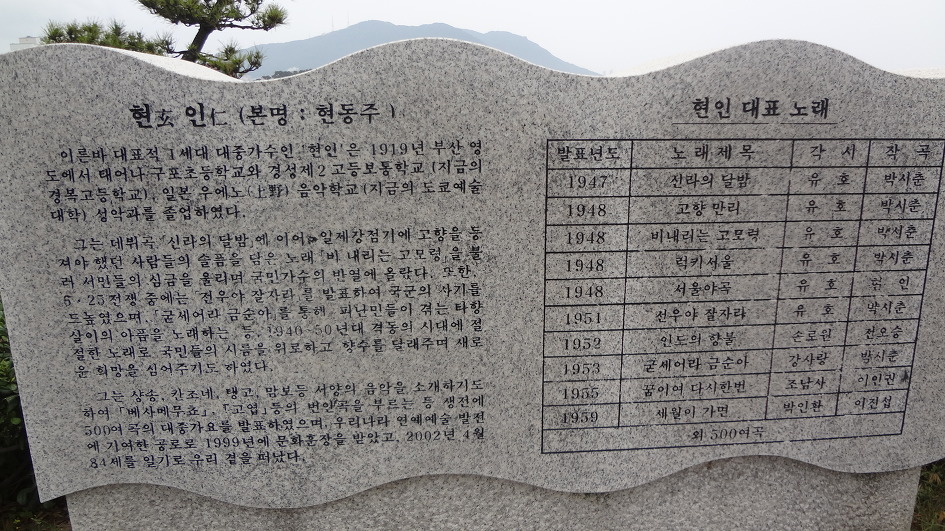 현玄 인仁 (본명 : 현동주)
이른바 대표적 1세대 대중가수인 '현인'은 1919년 부산 영
도에서 태어나 구포초등학교와 경성제2고등보통학교 (지금의
경복고등학교), 일본 우에노(上野) 음악학교 (지금의 도쿄예술
대학) 성악과를 졸업하였다.
그는 데뷔곡 「신라의 달밤」에 이어, 일제강점기에 고향을 등
져야 했던 사람들의 슬픔을 담은 노래 「비 내리는 고모령」을 불
러 서민들의 심금을 울리며 국민가수의 반열에 올랐다. 또한,
6·25전쟁 중에는 「전우야 잘자라」를 발표하여 국군의 사기를
드높였으며, 「굳세어라 금순아」를 통해 피난민들이 겪는 타향
살이의 아픔을 노래하는 등, 1940~50년대 격동의 시대에 절
절한 노래로 국민들의 시름을 위로하고 향수를 달래주며 새로
운 희망을 심어주기도 하였다.
그는 샹송, 칸조네, 탱고, 맘보등 서양의 음악을 소개하기도
하여 「베사메무쵸」, 「고엽」등의 번안곡을 부르는 등 생전에
500여 곡의 대중가요를 발표하였으며, 우리나라 연예예술 발전
에 기여한 공로로 1999년에 문화훈장을 받았고, 2002년 4월
84세를 일기로 우리 곁을 떠났다.
현인 대표 노래
발표년도 노래제목 작 시 작 곡
1947 신라의 달밤 유 호 박시춘
1948 고향 만리 유 호 박시춘
1948 비내리는 고모령 유 호 박시춘
1948 럭키서울 유 호 박시춘
1948 서울야곡 유 호 현 인
1951 전우야 잘자라 유 호 박시춘
1952 인도의 향불 손로원 전오승
1953 굳세어라 금순아 강사랑 박시춘
1955 꿈이여 다시한번 조남사 이인권
1959 세월이 가면 박인환 이진섭
외 500여곡